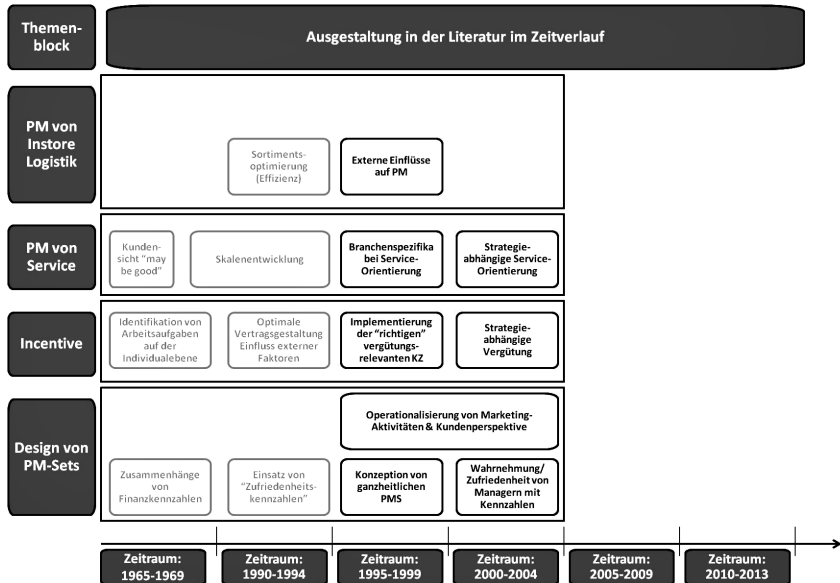 Themen-
block
Ausgestaltung in der Literatur im Zeitverlauf
PM von
Instore
Logistik
Sortiments-
optimierung
(Effizienz)
Externe Einflüsse
auf PM
PM von
Service
Kunden-
sicht "may
be good"
Skalenentwicklung
Branchenspezifika
bei Service-
Orientierung
Strategie-
abhängige Service-
Orientierung
Incentive
Identifikation von
Arbeitsaufgaben
auf der
Individualebene
Optimale
Vertragsgestaltung
Einfluss externer
Faktoren
Implementierung
der "richtigen"
vergütungs-
relevanten KZ
Strategie-
abhängige
Vergütung
Design von
PM-Sets
Operationalisierung von Marketing-
Aktivitäten & Kundenperspektive
Zusammenhänge
von
Finanzkennzahlen
Einsatz von
"Zufriedenheits-
kennzahlen"
Konzeption von
ganzheitlichen
PMS
Wahrnehmung/
Zufriedenheit von
Managern mit
Kennzahlen
Zeitraum:
1965-1969
Zeitraum:
1990-1994
Zeitraum:
1995-1999
Zeitraum:
2000-2004
Zeitraum:
2005-2009
Zeitraum:
2010-2013